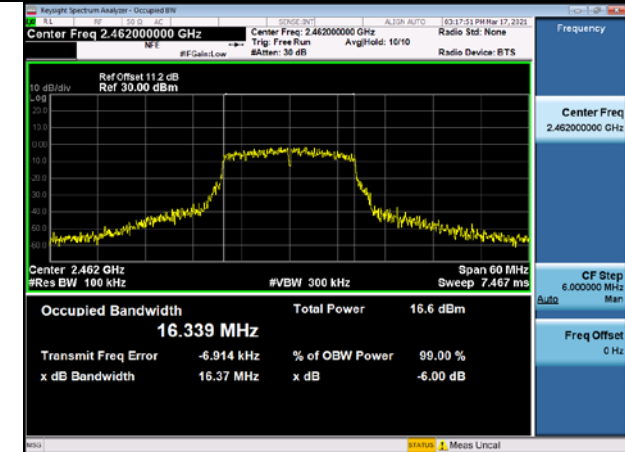 Keysight Spectrum Analyzer - Occupied BW
RL RF 50 Ω AC SENSE:INT ALIGN AUTO 03:17:51 PM Mar 17, 2021
Center Freq 2.462000000 GHz
NFE
#IFGain:Low
Center Freq: 2.462000000 GHz
Trig: Free Run Avg|Hold: 10/10
#Atten: 30 dB
Radio Std: None
Radio Device: BTS
Frequency
Ref Offset 11.2 dB
10 dB/div Ref 30.00 dBm
Log
20.0
10.0
0.00
10.0
20.0
30.0
40.0
50.0
60.0
Center Freq
2.462000000 GHz
Center 2.462 GHz Span 60 MHz
#Res BW 100 kHz #VBW 300 kHz Sweep 7.467 ms
CF Step
6.000000 MHz
Auto Man
Occupied Bandwidth Total Power 16.6 dBm
16.339 MHz
Transmit Freq Error -6.914 kHz % of OBW Power 99.00 %
x dB Bandwidth 16.37 MHz x dB -6.00 dB
Freq Offset
0 Hz
MSG STATUS Meas Uncal